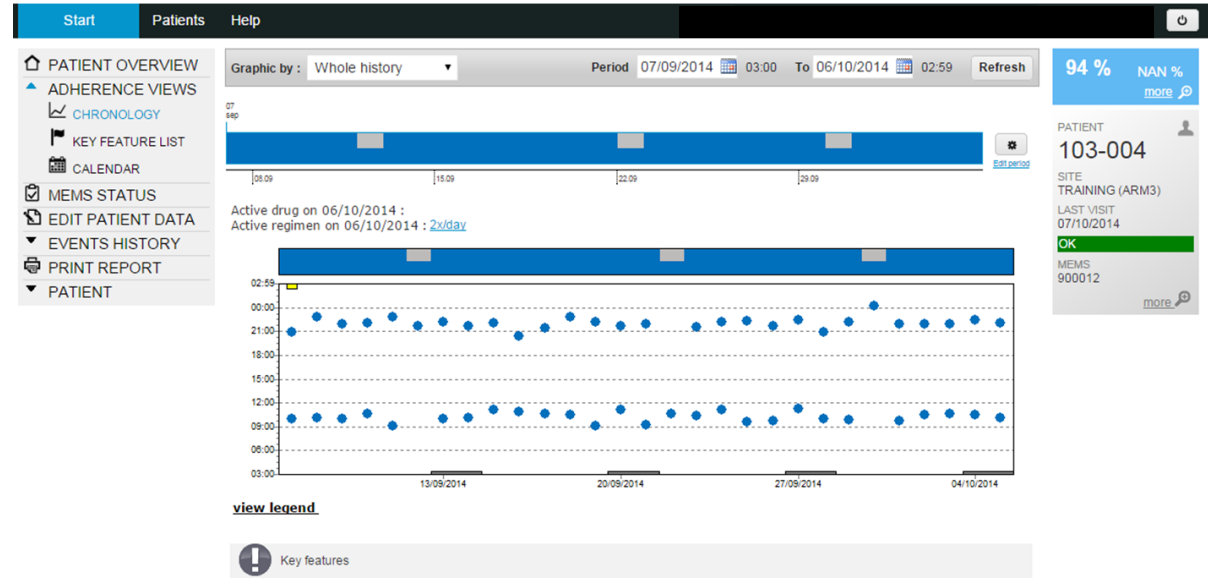 Start Patients Help
PATIENT OVERVIEW
ADHERENCE VIEWS
CHRONOLOGY
KEY FEATURE LIST
CALENDAR
MEMS STATUS
EDIT PATIENT DATA
EVENTS HISTORY
PRINT REPORT
PATIENT
Graphic by : Whole history Period 07/09/2014 03:00 To 06/10/2014 02:59 Refresh
07
sep
Edit period
08.09 15.09 22.09 29.09
Active drug on 06/10/2014 :
Active regimen on 06/10/2014 : 2x/day
02:59
00:00
21:00
18:00
15:00
12:00
09:00
06:00
03:00
13/09/2014 20/09/2014 27/09/2014 04/10/2014
view legend
Key features
94 % NAN %
more
PATIENT
103-004
SITE
TRAINING (ARM3)
LAST VISIT
07/10/2014
OK
MEMS
900012
more